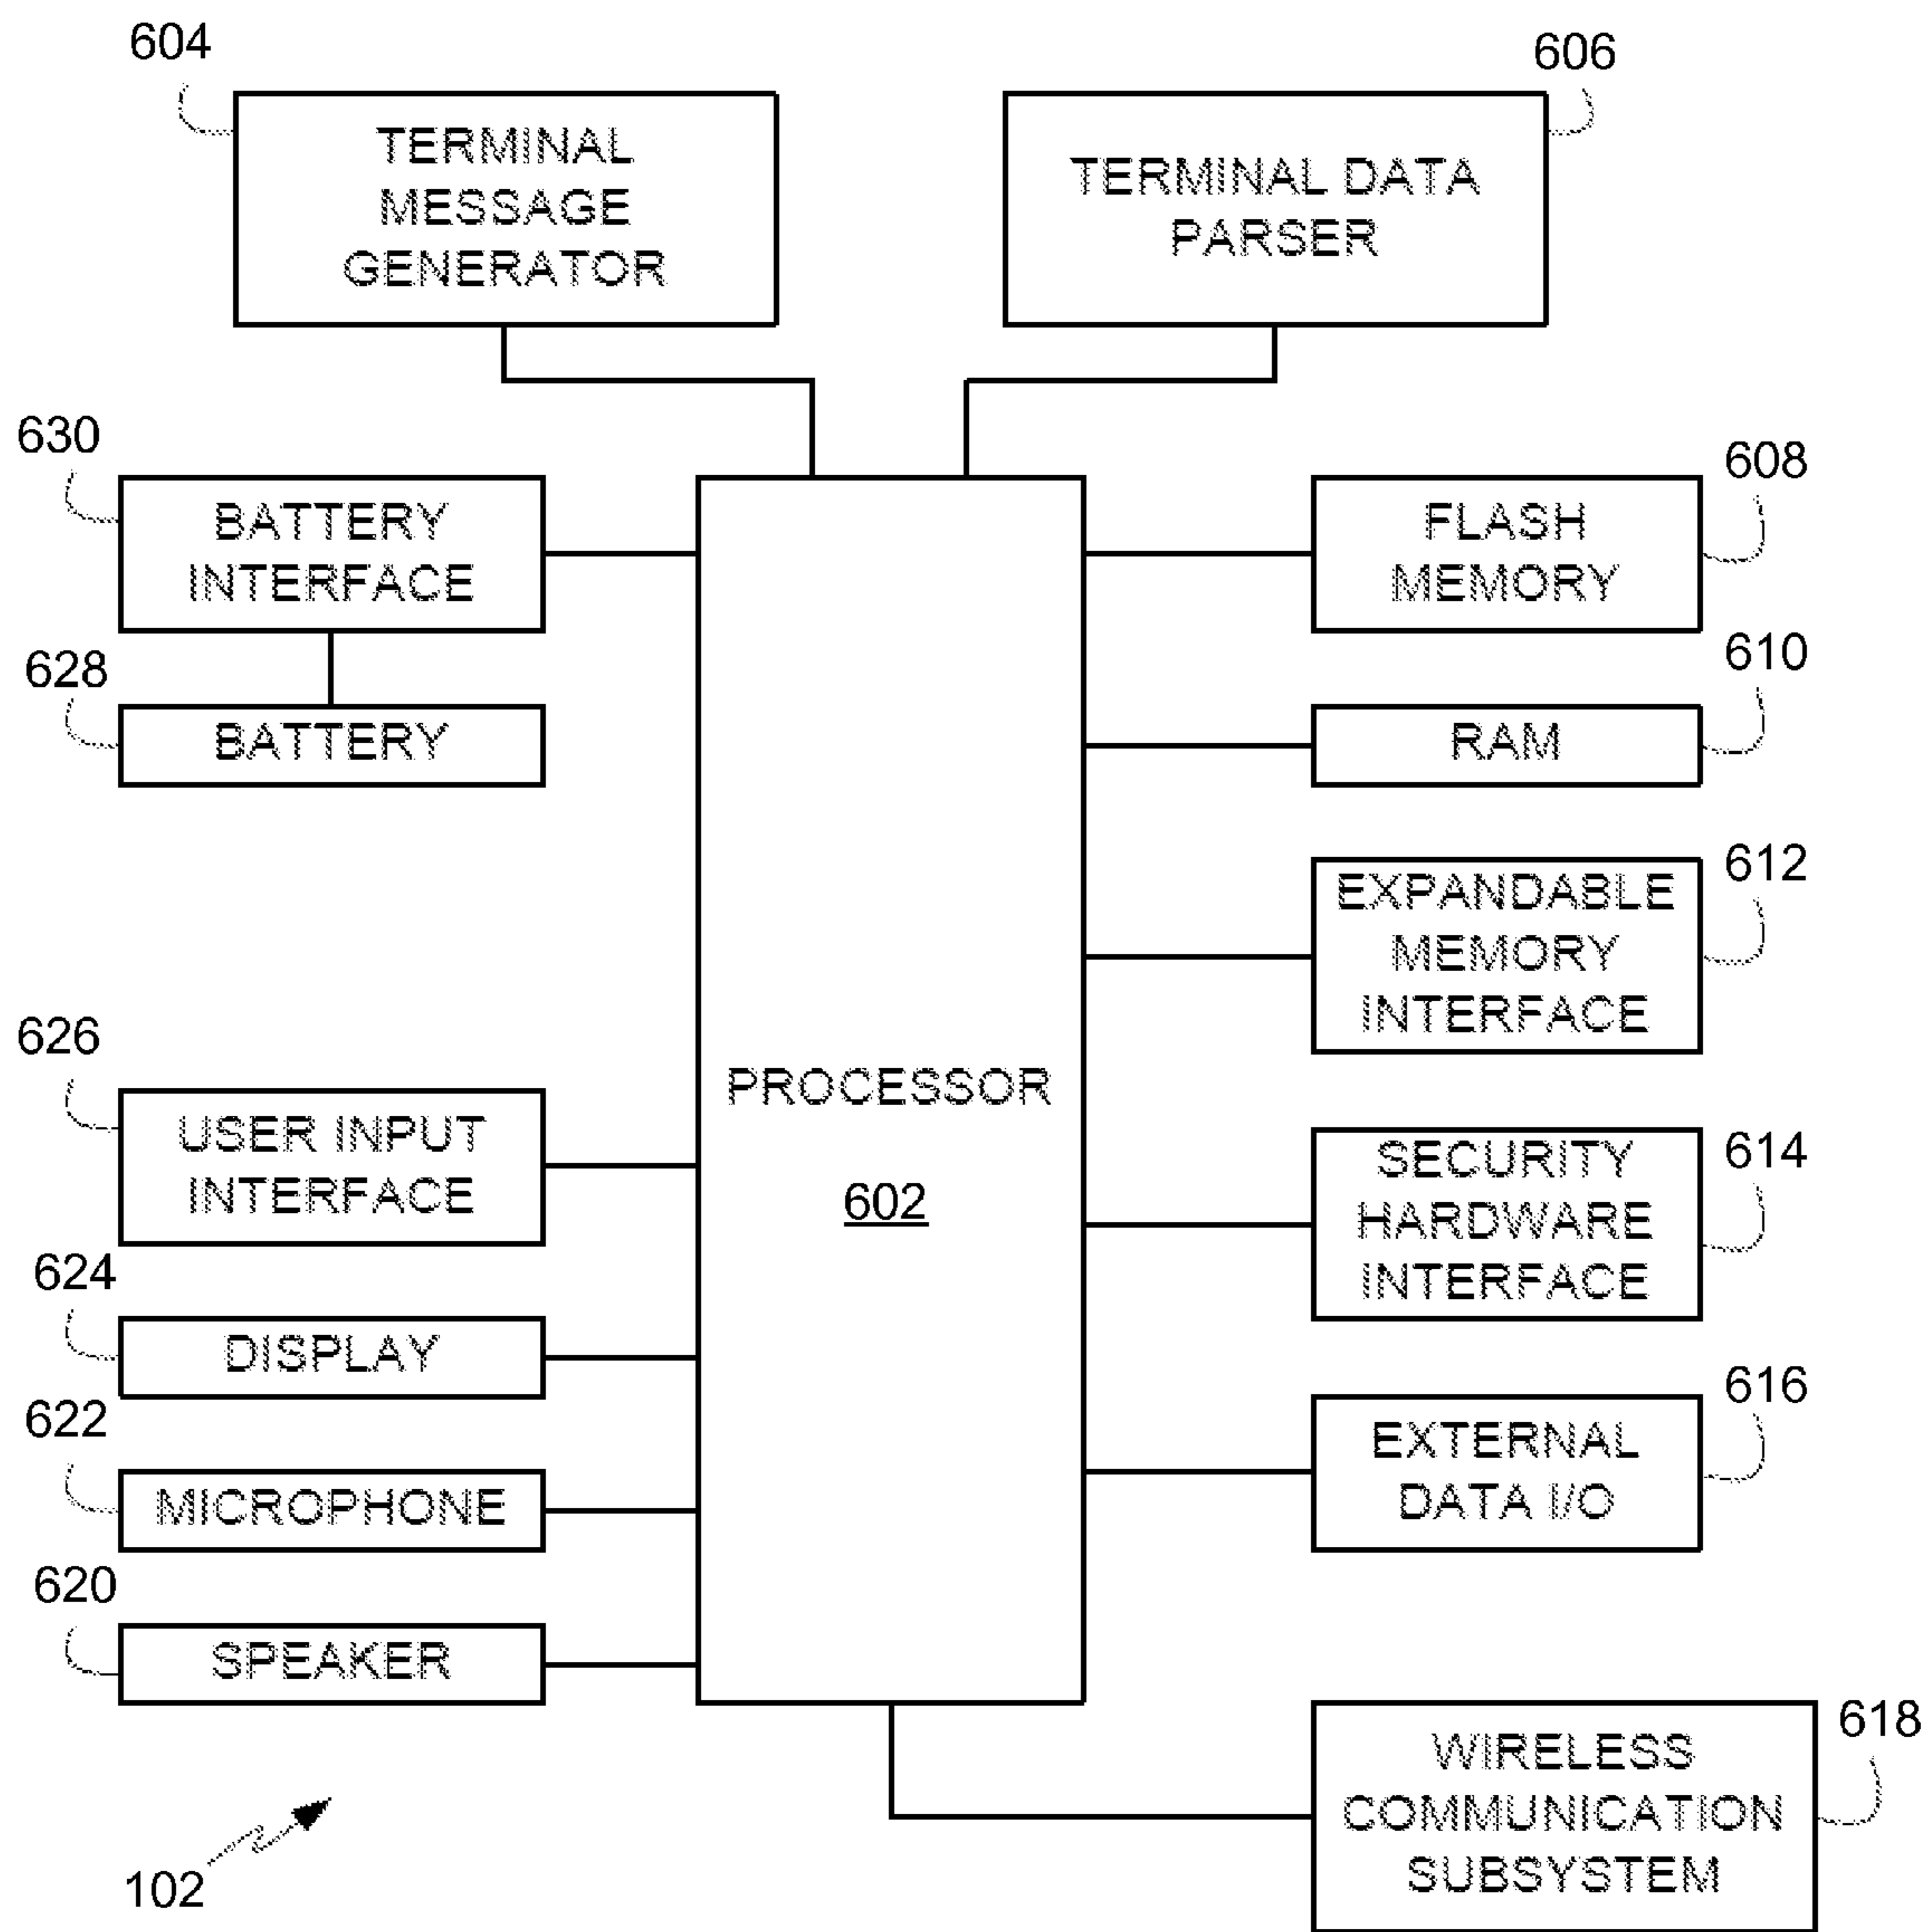 604
TERMINAL
MESSAGE
GENERATOR
606
TERMINAL DATA
PARSER
630
BATTERY
INTERFACE
628
BATTERY
626
USER INPUT
INTERFACE
624
DISPLAY
622
MICROPHONE
620
SPEAKER
PROCESSOR
602
608
FLASH
MEMORY
610
RAM
612
EXPANDABLE
MEMORY
INTERFACE
614
SECURITY
HARDWARE
INTERFACE
616
EXTERNAL
DATA I/O
618
WIRELESS
COMMUNICATION
SUBSYSTEM
102